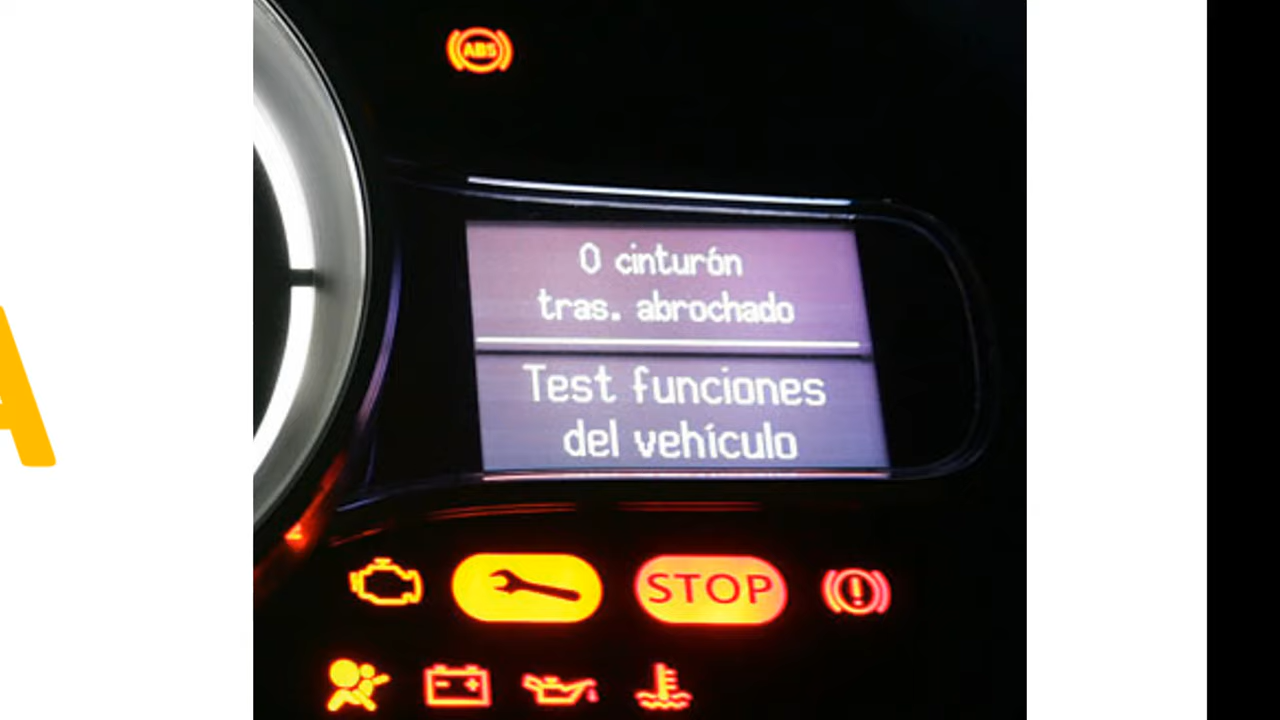 A
ABS
0 cinturón
tras. abrochado
Test funciones
del vehículo
STOP